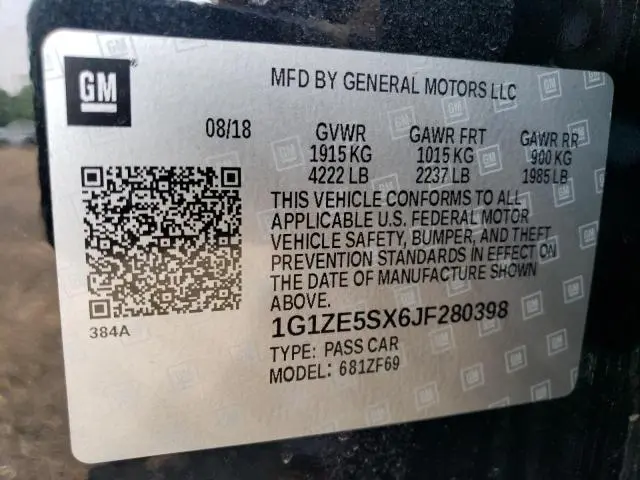 GM
MFD BY GENERAL MOTORS LLC
08/18 GVWR GAWR FRT GAWR RR
1915 KG 1015 KG 900 KG
4222 LB 2237 LB 1985 LB
THIS VEHICLE CONFORMS TO ALL
APPLICABLE U.S. FEDERAL MOTOR
VEHICLE SAFETY, BUMPER, AND THEFT
PREVENTION STANDARDS IN EFFECT ON
THE DATE OF MANUFACTURE SHOWN
ABOVE.
384A
1G1ZE5SX6JF280398
TYPE: PASS CAR
MODEL: 681ZF69